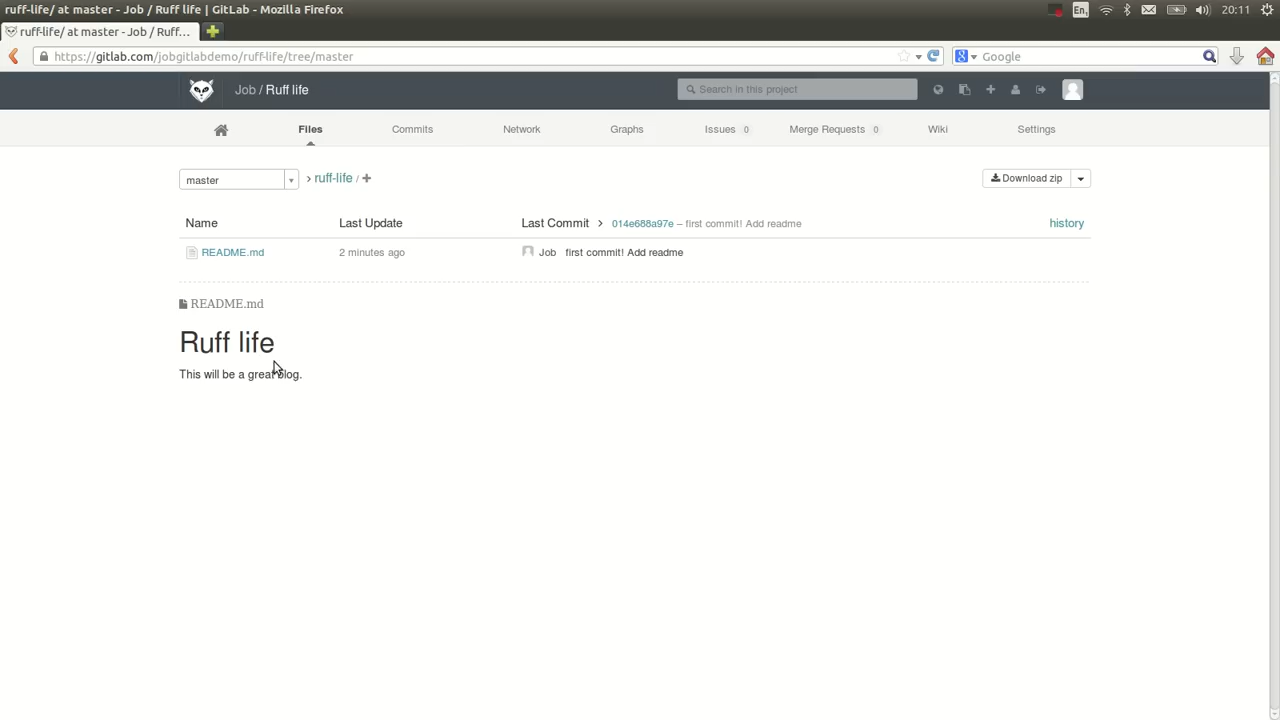 ruff-life/ at master - Job / Ruff life | GitLab - Mozilla Firefox
En
20:11
ruff-life/ at master - Job / Ruff...
https://gitlab.com/jobgitlabdemo/ruff-life/tree/master
Google
Job / Ruff life
Search in this project
Files
Commits
Network
Graphs
Issues 0
Merge Requests 0
Wiki
Settings
master
› ruff-life /
Download zip
Name
Last Update
Last Commit
014e688a97e – first commit! Add readme
history
README.md
2 minutes ago
Job
first commit! Add readme
README.md
Ruff life
This will be a great blog.